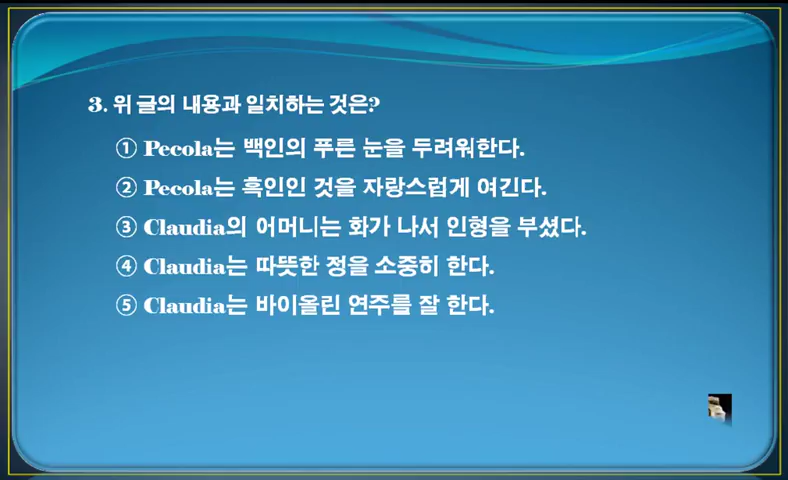 3. 위 글의 내용과 일치하는 것은?
① Pecola는 백인의 푸른 눈을 두려워한다.
② Pecola는 흑인인 것을 자랑스럽게 여긴다.
③ Claudia의 어머니는 화가 나서 인형을 부셨다.
④ Claudia는 따뜻한 정을 소중히 한다.
⑤ Claudia는 바이올린 연주를 잘 한다.